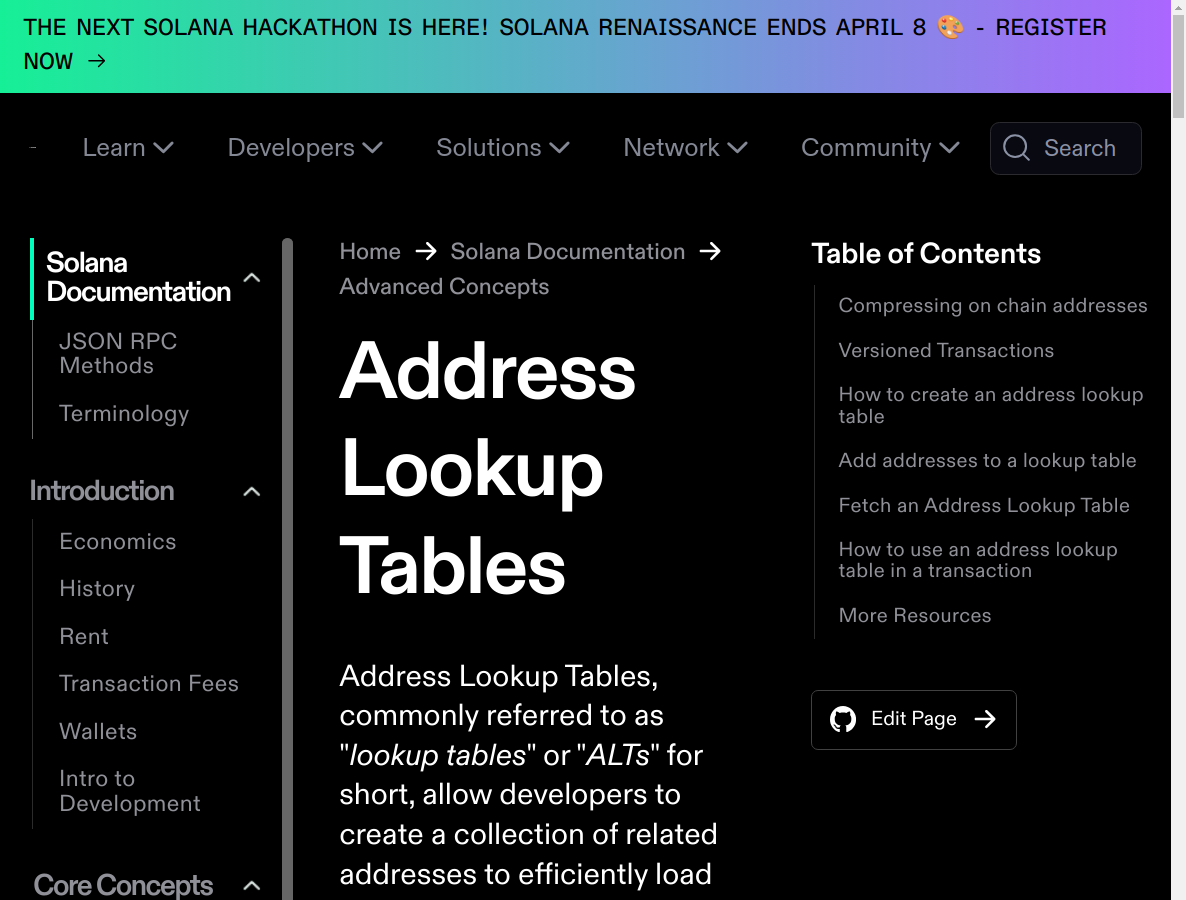 THE NEXT SOLANA HACKATHON IS HERE! SOLANA RENAISSANCE ENDS APRIL 8 🎨 - REGISTER
NOW →
Learn
Developers
Solutions
Network
Community
Search
Solana
Documentation
JSON RPC
Methods
Terminology
Introduction
Economics
History
Rent
Transaction Fees
Wallets
Intro to
Development
Core Concepts
Home → Solana Documentation →
Advanced Concepts
Address
Lookup
Tables
Address Lookup Tables,
commonly referred to as
"lookup tables" or "ALTs" for
short, allow developers to
create a collection of related
addresses to efficiently load
Table of Contents
Compressing on chain addresses
Versioned Transactions
How to create an address lookup
table
Add addresses to a lookup table
Fetch an Address Lookup Table
How to use an address lookup
table in a transaction
More Resources
Edit Page →